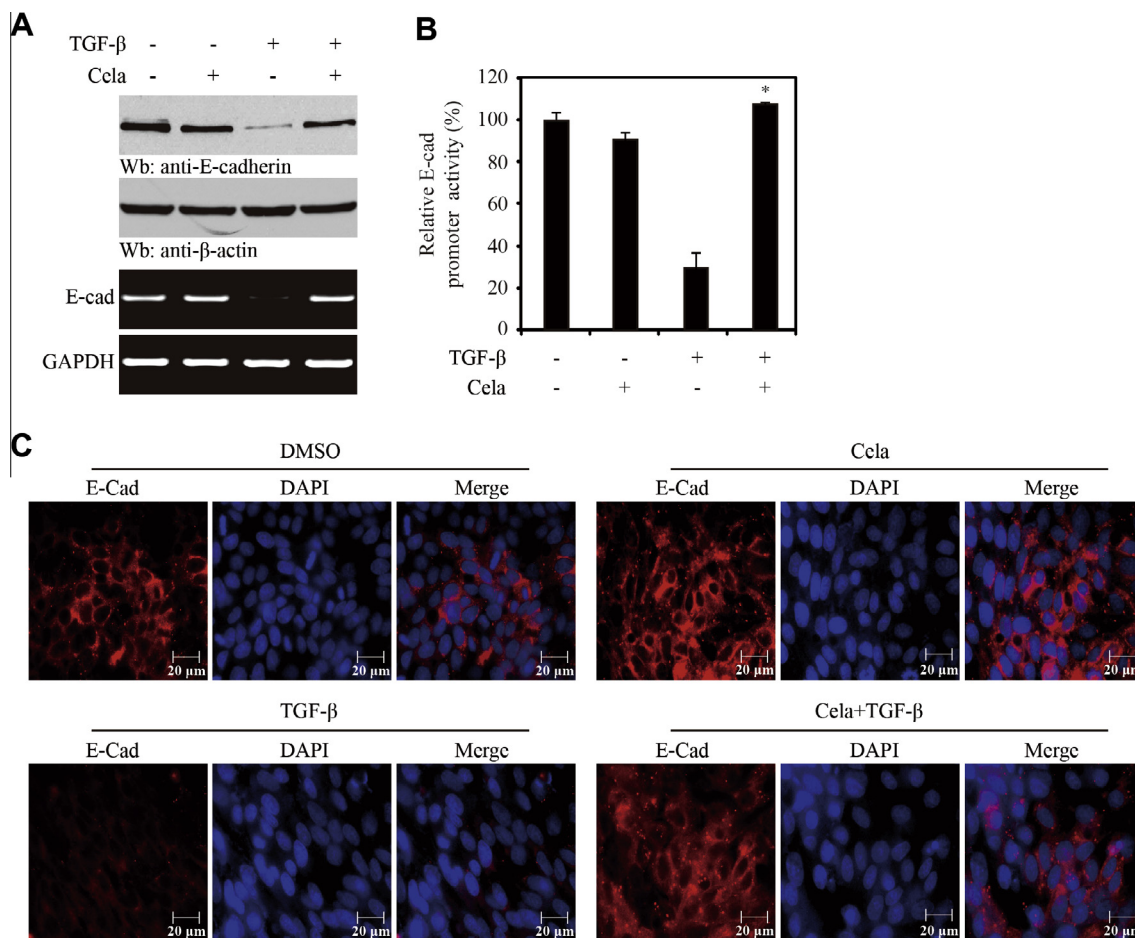 A
TGF-β - - + +
Cela - + - +
Wb: anti-E-cadherin
Wb: anti-β-actin
E-cad
GAPDH
B
Relative E-cad
promoter activity (%)
120
100
80
60
40
20
0
*
TGF-β - - + +
Cela - + - +
C
DMSO
E-Cad DAPI Merge
20 µm 20 µm 20 µm
Cela
E-Cad DAPI Merge
20 µm 20 µm 20 µm
TGF-β
E-Cad DAPI Merge
20 µm 20 µm 20 µm
Cela+TGF-β
E-Cad DAPI Merge
20 µm 20 µm 20 µm